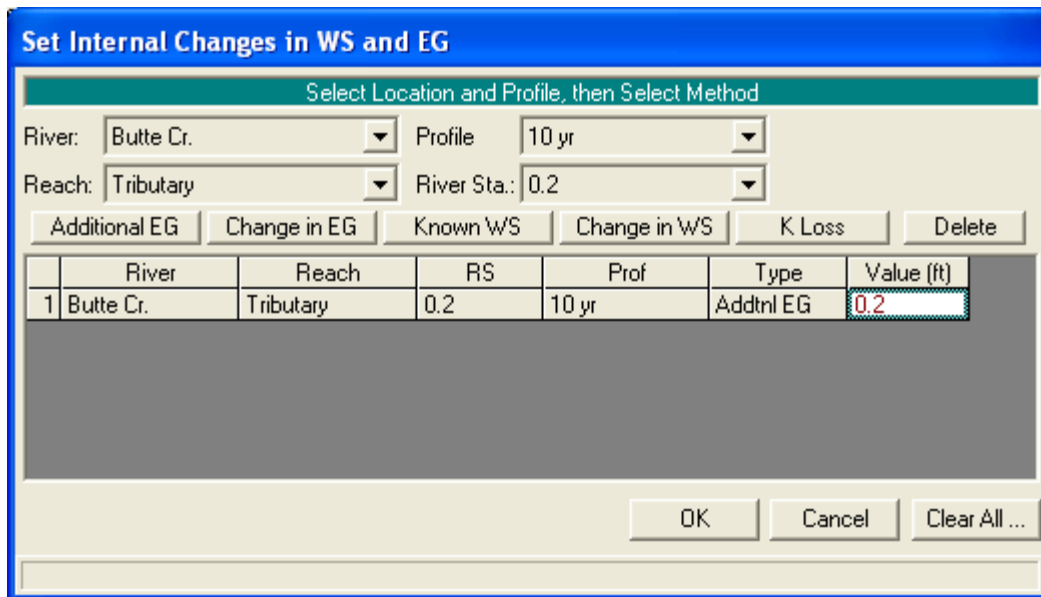 Set Internal Changes in WS and EG
Select Location and Profile, then Select Method
River: Butte Cr. Profile 10 yr
Reach: Tributary River Sta.: 0.2
Additional EG Change in EG Known WS Change in WS K Loss Delete
River Reach RS Prof Type Value (ft)
1 Butte Cr. Tributary 0.2 10 yr Addtnl EG 0.2
OK Cancel Clear All ...